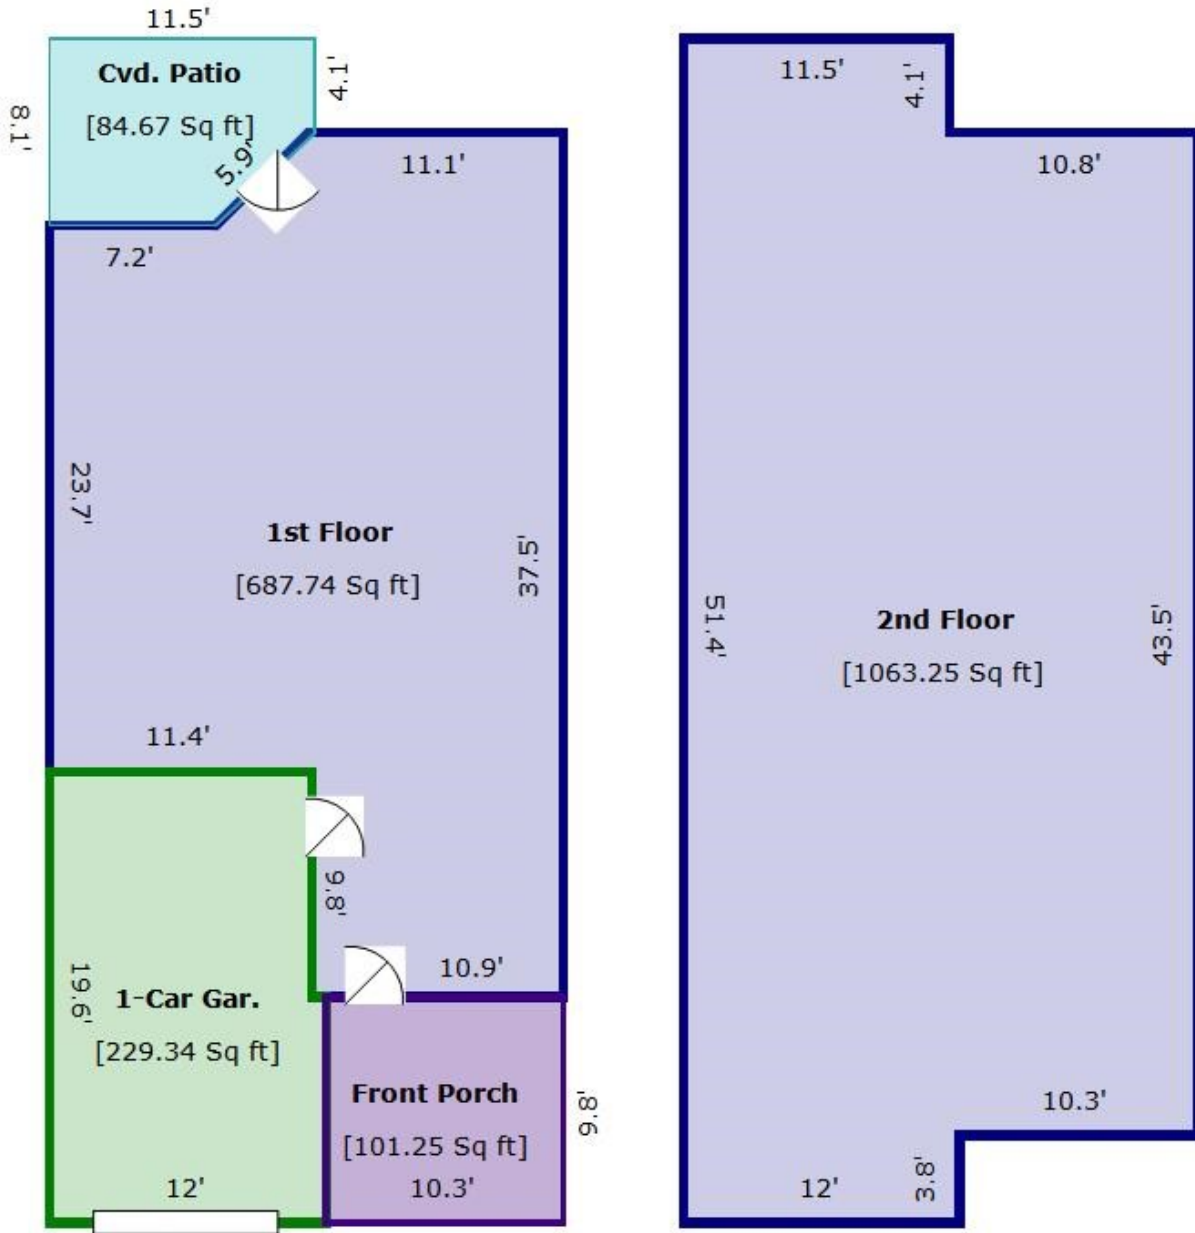 11.5'
Cvd. Patio
[84.67 Sq ft]
8.1'
4.1'
5.9'
7.2'
11.1'
23.7'
1st Floor
[687.74 Sq ft]
37.5'
11.4'
9.8'
10.9'
19.6'
1-Car Gar.
[229.34 Sq ft]
12'
Front Porch
[101.25 Sq ft]
10.3'
9.8'
11.5'
4.1'
10.8'
51.4'
2nd Floor
[1063.25 Sq ft]
43.5'
10.3'
3.8'
12'